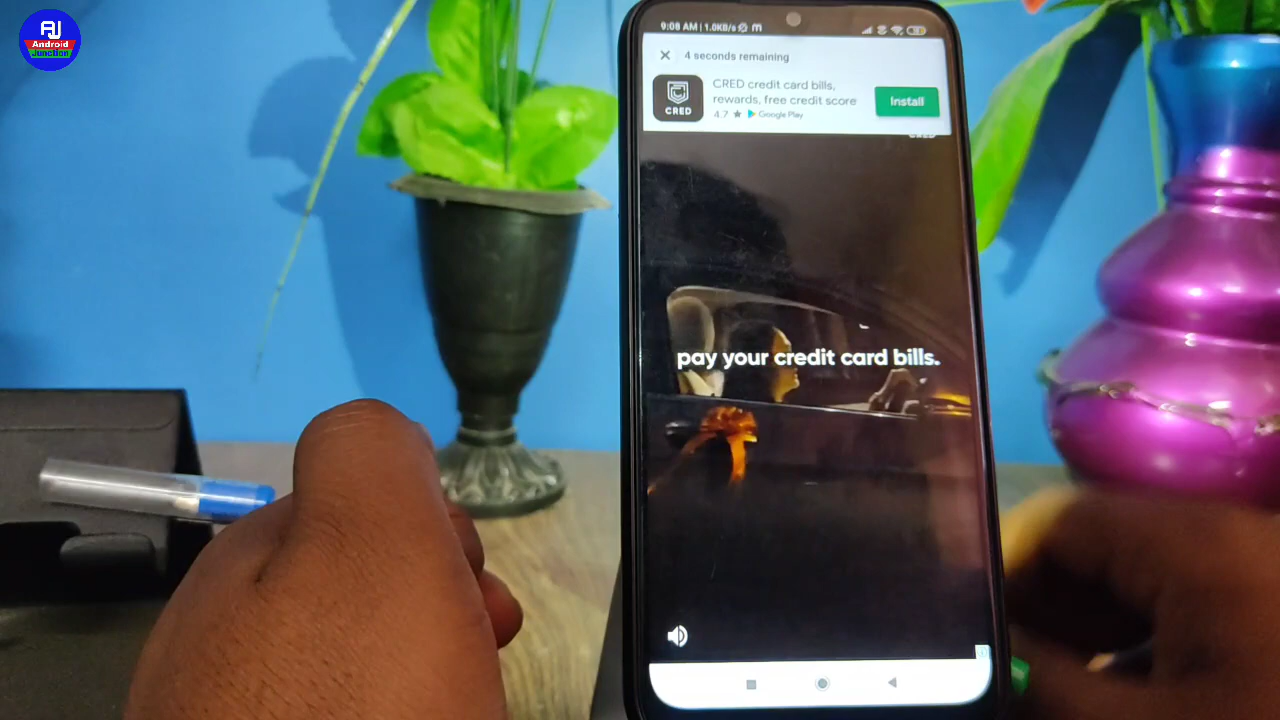 AJ
Android
Junction
9:08 AM | 1.0KB/s
4 seconds remaining
CRED credit card bills,
rewards, free credit score
Install
CRED
4.7 ★ Google Play
pay your credit card bills.